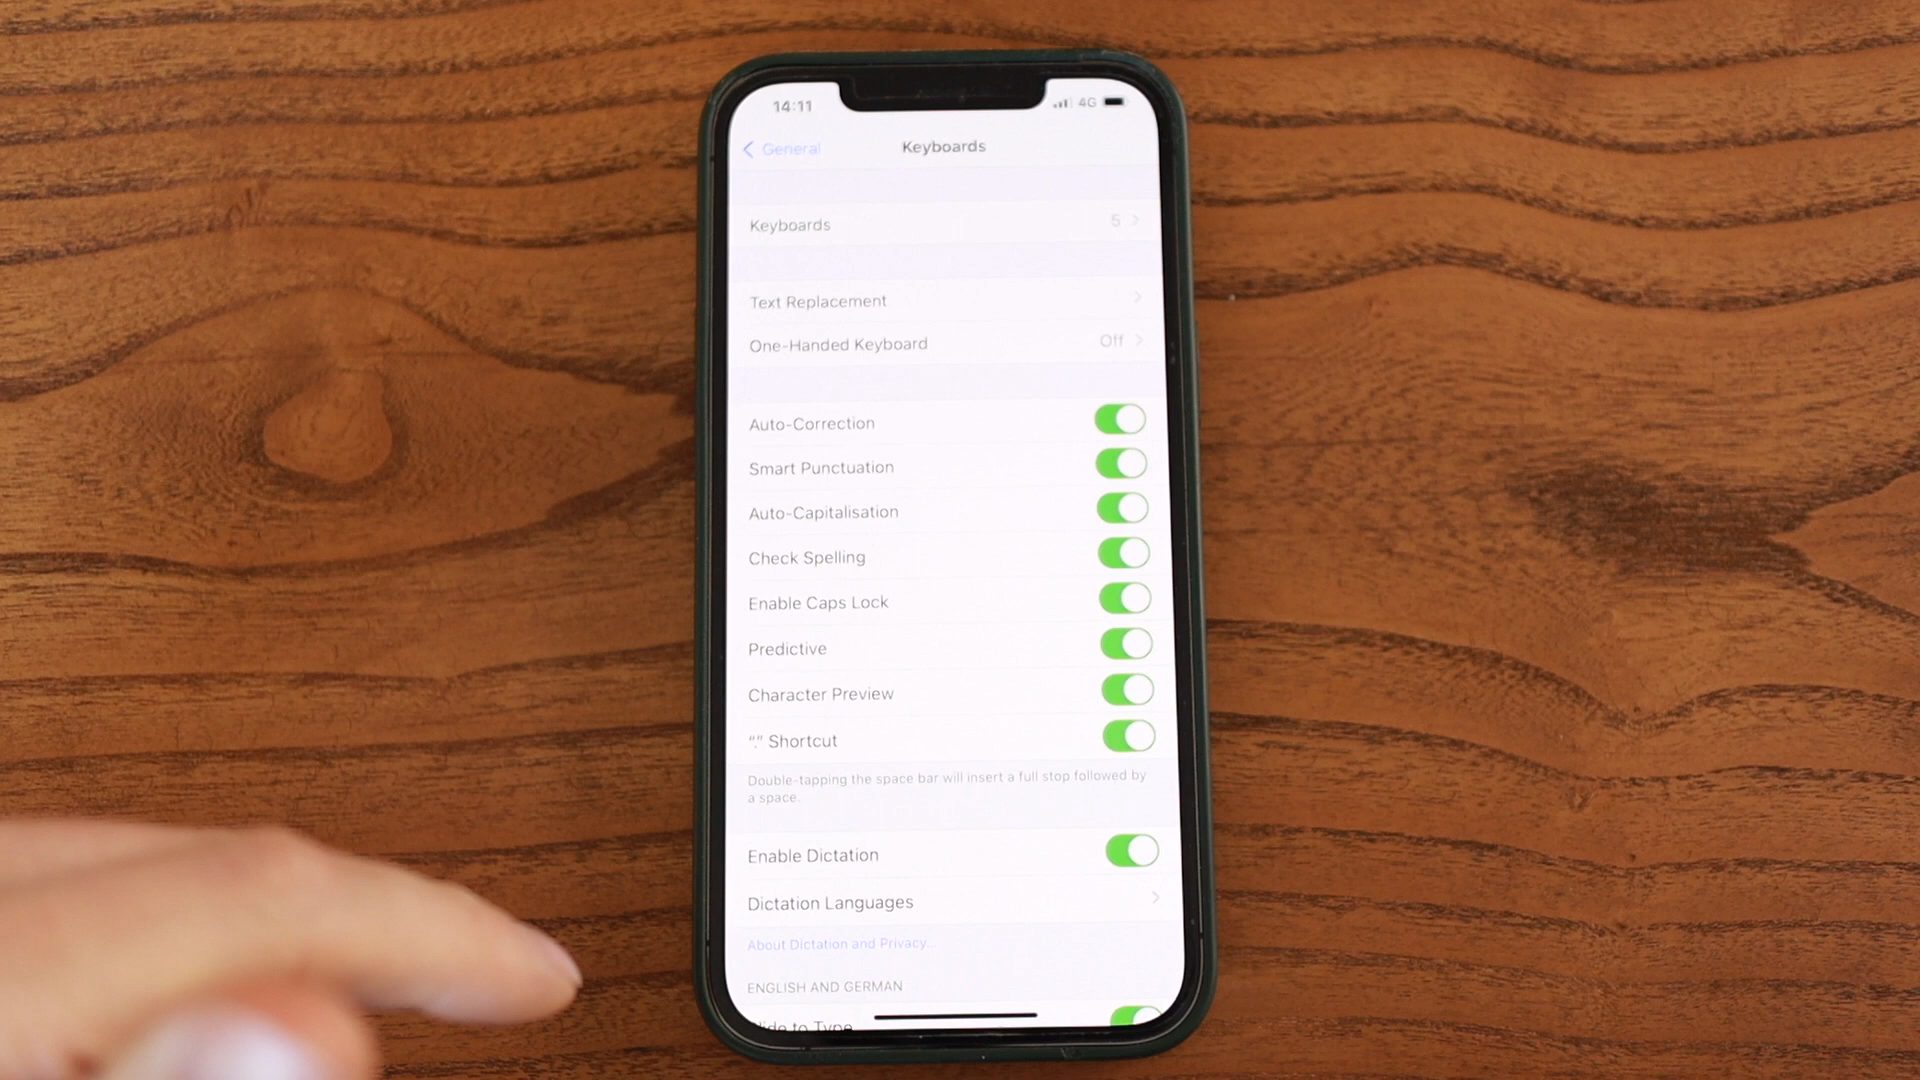 14:11 4G
General Keyboards
Keyboards 5
Text Replacement
One-Handed Keyboard Off
Auto-Correction
Smart Punctuation
Auto-Capitalisation
Check Spelling
Enable Caps Lock
Predictive
Character Preview
“.” Shortcut
Double-tapping the space bar will insert a full stop followed by
a space.
Enable Dictation
Dictation Languages
About Dictation and Privacy...
ENGLISH AND GERMAN
to Type